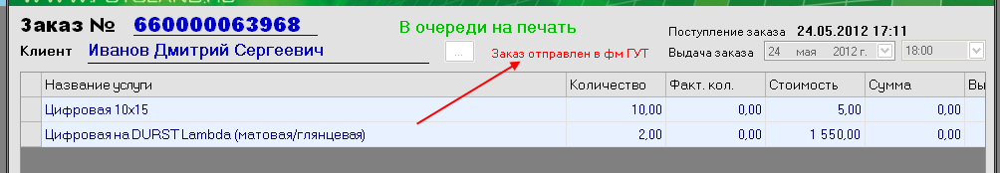 Заказ № 660000063968
В очереди на печать
Поступление заказа 24.05.2012 17:11
Клиент Иванов Дмитрий Сергеевич ... Заказ отправлен в фм ГУТ
Выдача заказа 24 мая 2012 г. 18:00
Название услуги Количество Факт. кол. Стоимость Сумма Вы
Цифровая 10x15 10,00 0,00 5,00 0,00
Цифровая на DURST Lambda (матовая/глянцевая) 2,00 0,00 1 550,00 0,00